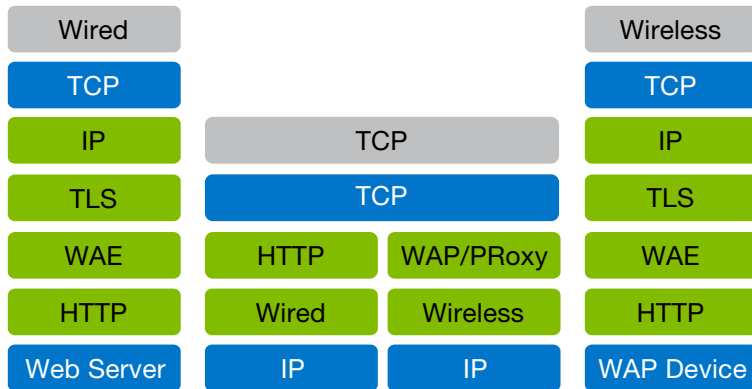 Wired
Wireless
TCP
TCP
IP
TCP
IP
TLS
TCP
TLS
WAE
HTTP
WAP/PRoxy
WAE
HTTP
Wired
Wireless
HTTP
Web Server
IP
IP
WAP Device